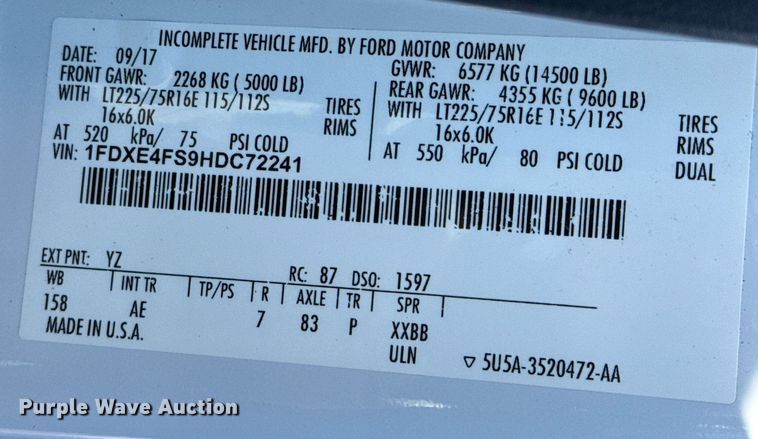 INCOMPLETE VEHICLE MFD. BY FORD MOTOR COMPANY
DATE: 09/17 GVWR: 6577 KG (14500 LB)
FRONT GAWR: 2268 KG ( 5000 LB) REAR GAWR: 4355 KG ( 9600 LB)
WITH LT225/75R16E 115/112S TIRES WITH LT225/75R16E 115/112S TIRES
16x6.0K RIMS 16x6.0K RIMS
AT 520 kPa/ 75 PSI COLD AT 550 kPa/ 80 PSI COLD DUAL
VIN: 1FDXE4FS9HDC72241
EXT PNT: YZ RC: 87 DSO: 1597
WB INT TR TP/PS R AXLE TR SPR
158 AE 7 83 P XXBB
MADE IN U.S.A. ULN 5U5A-3520472-AA
Purple Wave Auction